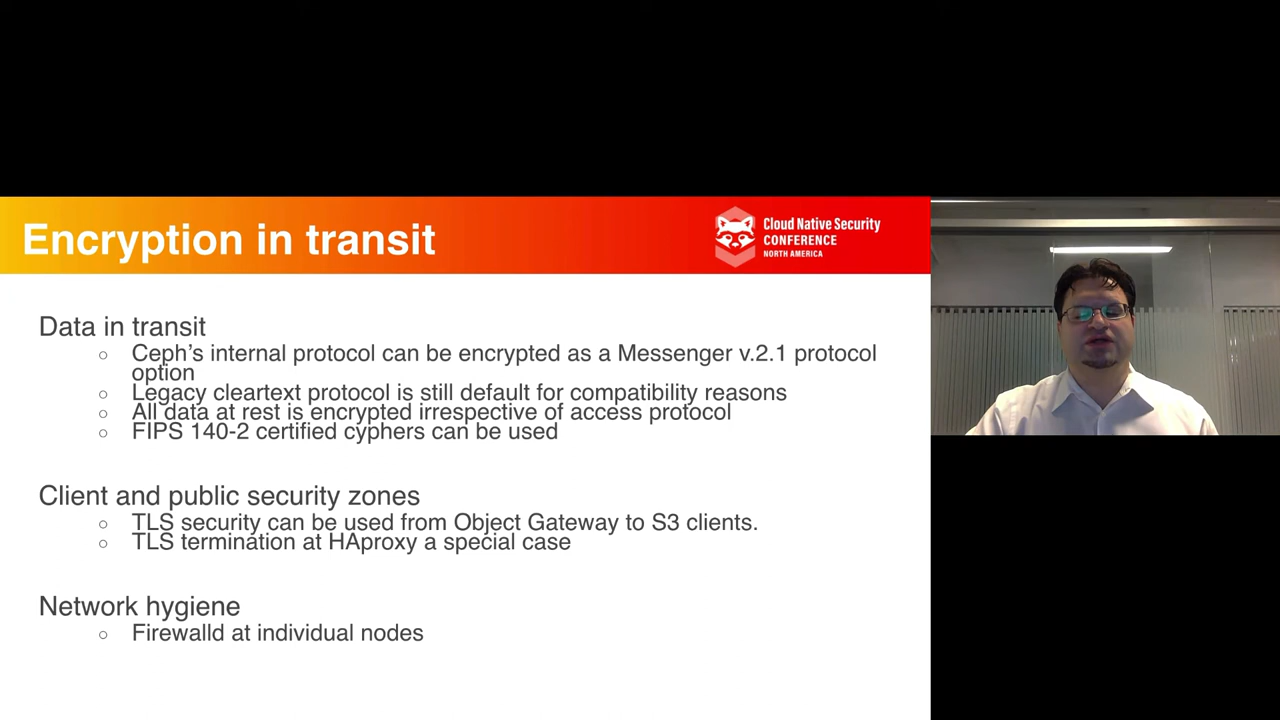 Encryption in transit
Cloud Native Security
CONFERENCE
NORTH AMERICA
Data in transit
○ Ceph's internal protocol can be encrypted as a Messenger v.2.1 protocol
option
○ Legacy cleartext protocol is still default for compatibility reasons
○ All data at rest is encrypted irrespective of access protocol
○ FIPS 140-2 certified cyphers can be used
Client and public security zones
○ TLS security can be used from Object Gateway to S3 clients.
○ TLS termination at HAproxy a special case
Network hygiene
○ Firewalld at individual nodes